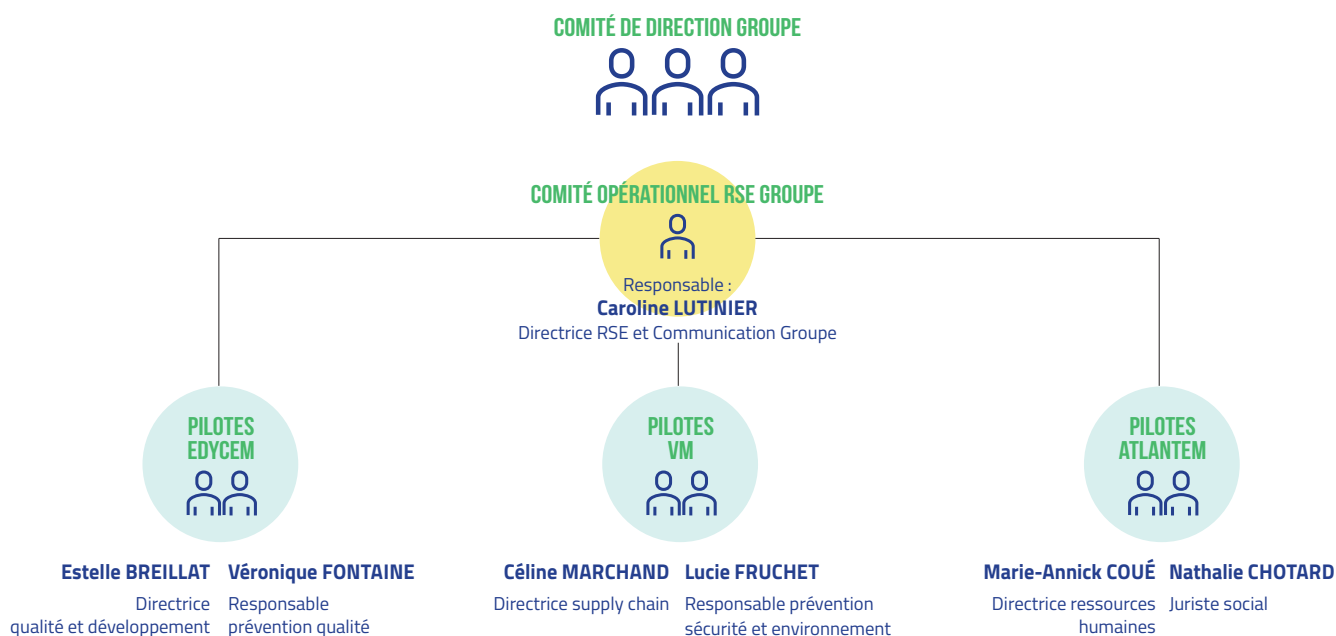 COMITÉ DE DIRECTION GROUPE
COMITÉ OPÉRATIONNEL RSE GROUPE
Responsable :
Caroline LUTINIER
Directrice RSE et Communication Groupe
PILOTES
EDYCEM
Estelle BREILLAT
Directrice
qualité et développement
Véronique FONTAINE
Responsable
prévention qualité
PILOTES
VM
Céline MARCHAND
Directrice supply chain
Lucie FRUCHET
Responsable prévention
sécurité et environnement
PILOTES
ATLANTEM
Marie-Annick COUÉ
Directrice ressources
humaines
Nathalie CHOTARD
Juriste social